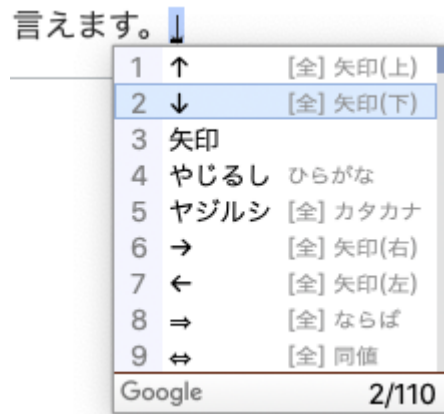 言えます。↓
1 ↑ [全] 矢印(上)
2 ↓ [全] 矢印(下)
3 矢印
4 やじるし ひらがな
5 ヤジルシ [全] カタカナ
6 → [全] 矢印(右)
7 ← [全] 矢印(左)
8 ⇒ [全] ならば
9 ⇔ [全] 同値
Google 2/110